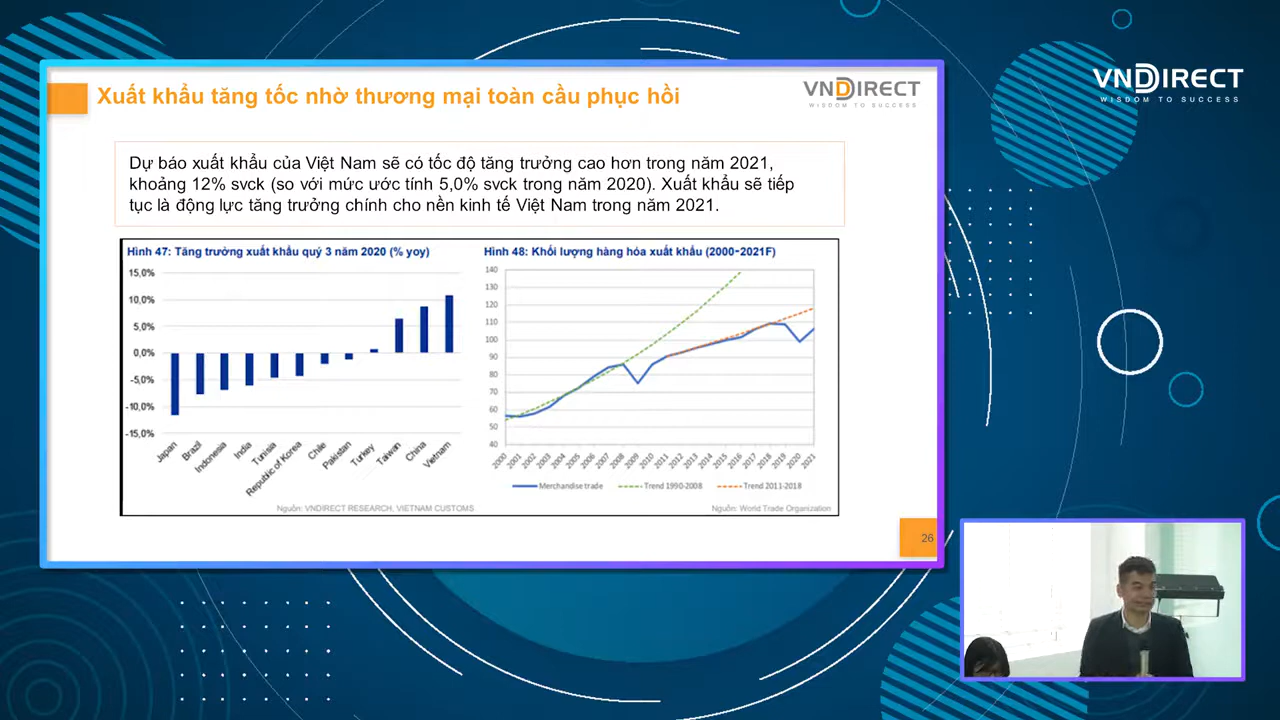 Xuất khẩu tăng tốc nhờ thương mại toàn cầu phục hồi
VNDIRECT
WISDOM TO SUCCESS
VNDIRECT
WISDOM TO SUCCESS
Dự báo xuất khẩu của Việt Nam sẽ có tốc độ tăng trưởng cao hơn trong năm 2021,
khoảng 12% svck (so với mức ước tính 5,0% svck trong năm 2020). Xuất khẩu sẽ tiếp
tục là động lực tăng trưởng chính cho nền kinh tế Việt Nam trong năm 2021.
Hình 47: Tăng trưởng xuất khẩu quý 3 năm 2020 (% yoy)
15,0%
10,0%
5,0%
0,0%
-5,0%
-10,0%
-15,0%
Japan
Brazil
Indonesia
India
Tunisia
Republic of Korea
Chile
Pakistan
Turkey
Taiwan
China
Vietnam
Nguồn: VNDIRECT RESEARCH, VIETNAM CUSTOMS
Hình 48: Khối lượng hàng hóa xuất khẩu (2000-2021F)
140
130
120
110
100
90
80
70
60
50
40
2000
2001
2002
2003
2004
2005
2006
2007
2008
2009
2010
2011
2012
2013
2014
2015
2016
2017
2018
2019
2020
2021
Merchandise trade
Trend 1990-2008
Trend 2011-2018
Nguồn: World Trade Organization
26